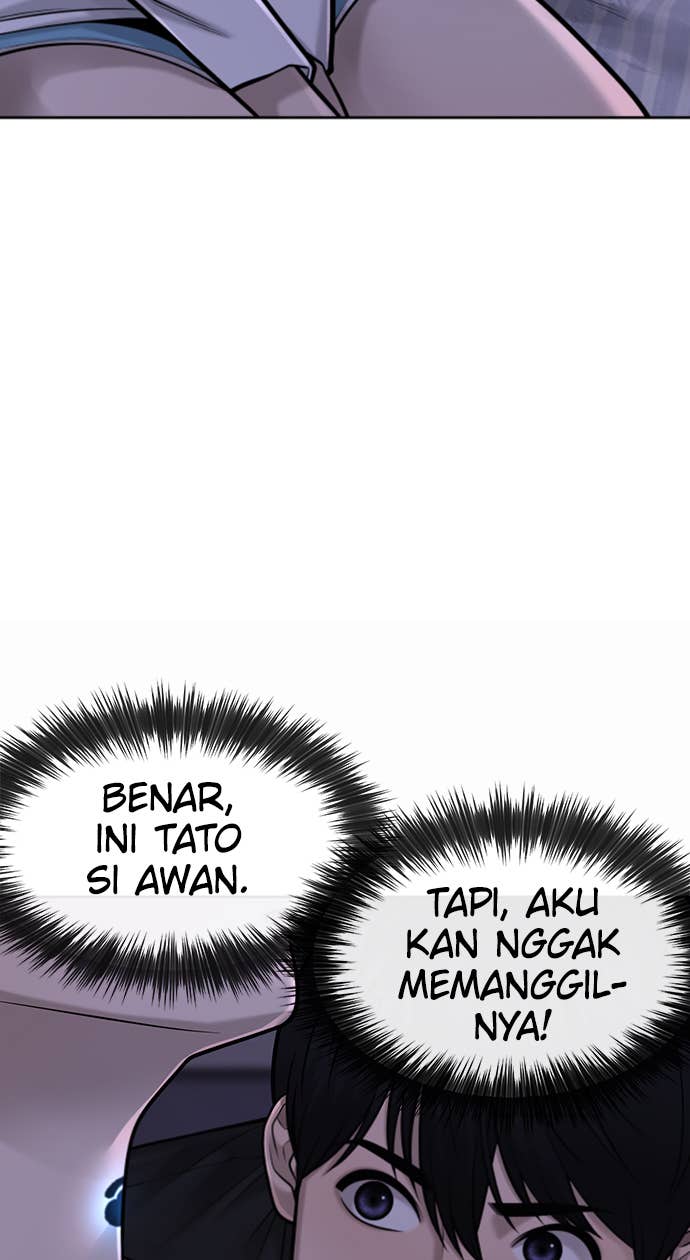 BENAR,
INI TATO
SI AWAN.
TAPI, AKU
KAN NGGAK
MEMANGGIL-
NYA!